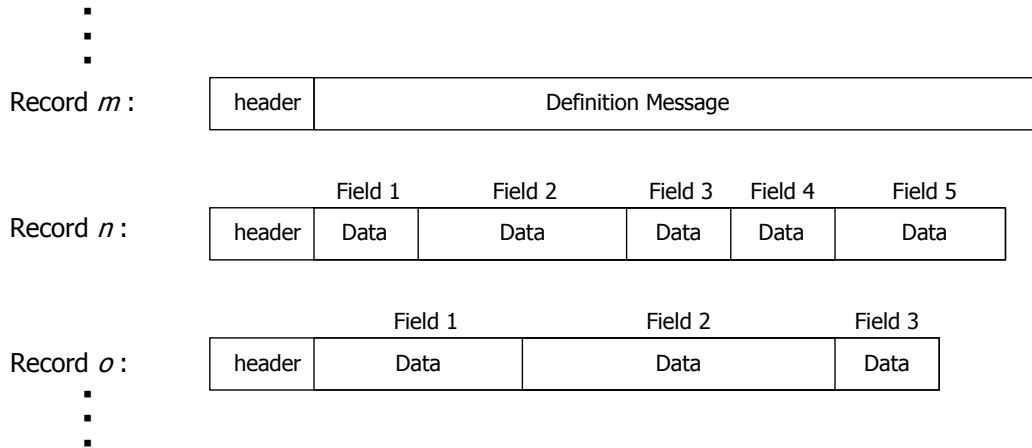 Record m :
header
Definition Message
Field 1 Field 2 Field 3 Field 4 Field 5
Record n :
header Data Data Data Data Data
Field 1 Field 2 Field 3
Record o :
header Data Data Data